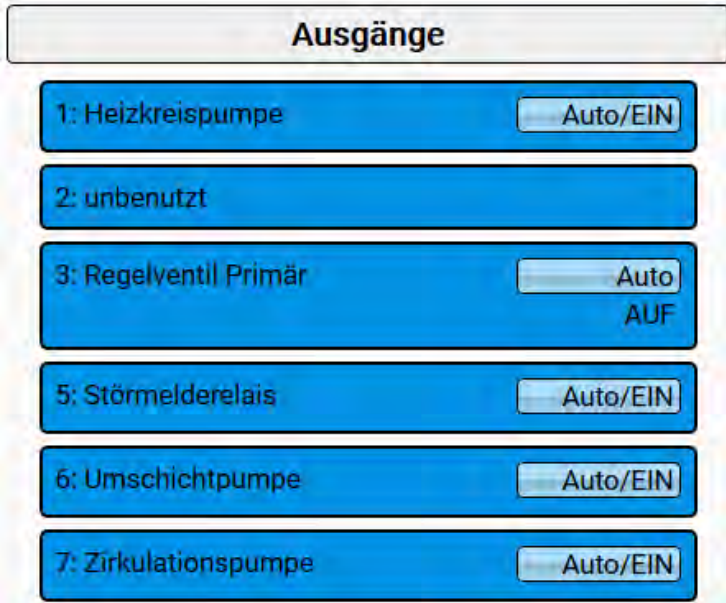 Ausgänge
1: Heizkreispumpe Auto/EIN
2: unbenutzt
3: Regelventil Primär Auto
AUF
5: Störmelderelais Auto/EIN
6: Umschichtpumpe Auto/EIN
7: Zirkulationspumpe Auto/EIN